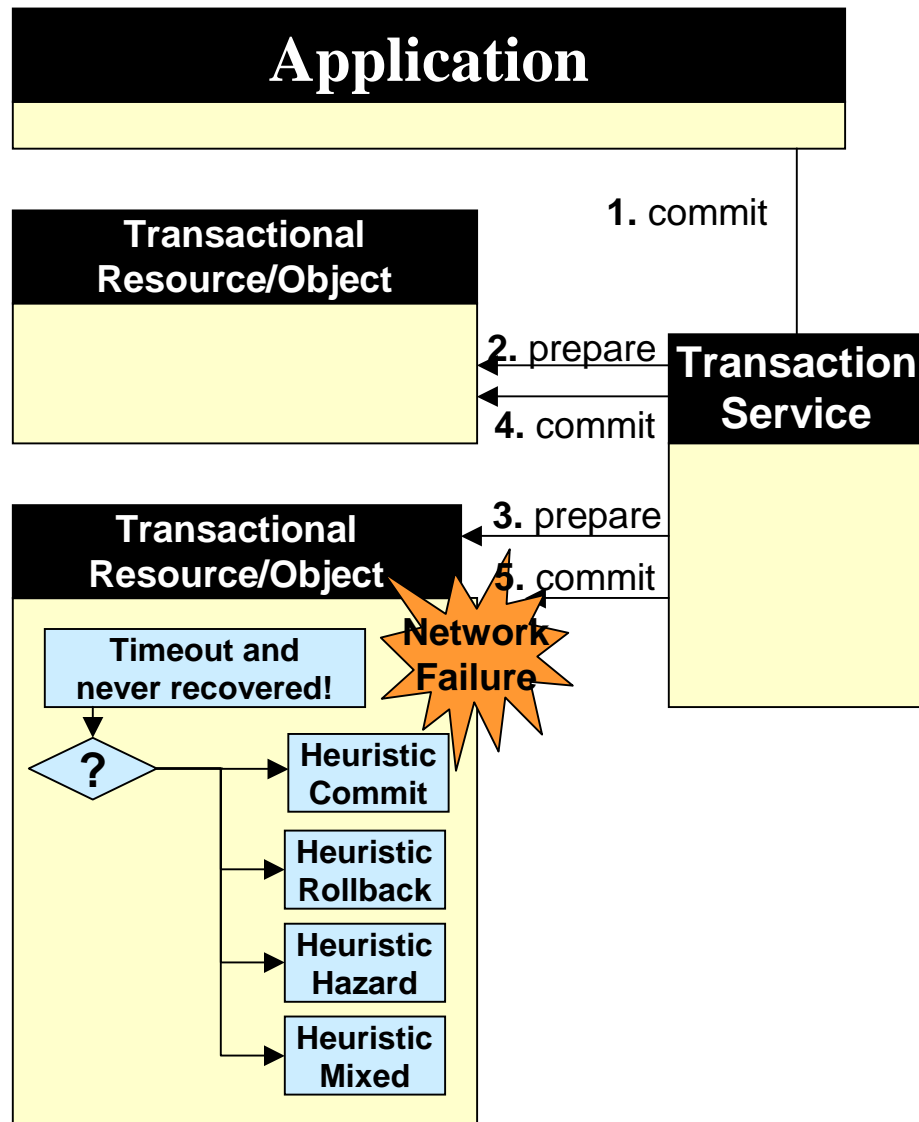 Application
1. commit
Transactional
Resource/Object
2. prepare
Transaction
Service
4. commit
3. prepare
Transactional
Resource/Object
5. commit
Network
Failure
Timeout and
never recovered!
?
Heuristic
Commit
Heuristic
Rollback
Heuristic
Hazard
Heuristic
Mixed